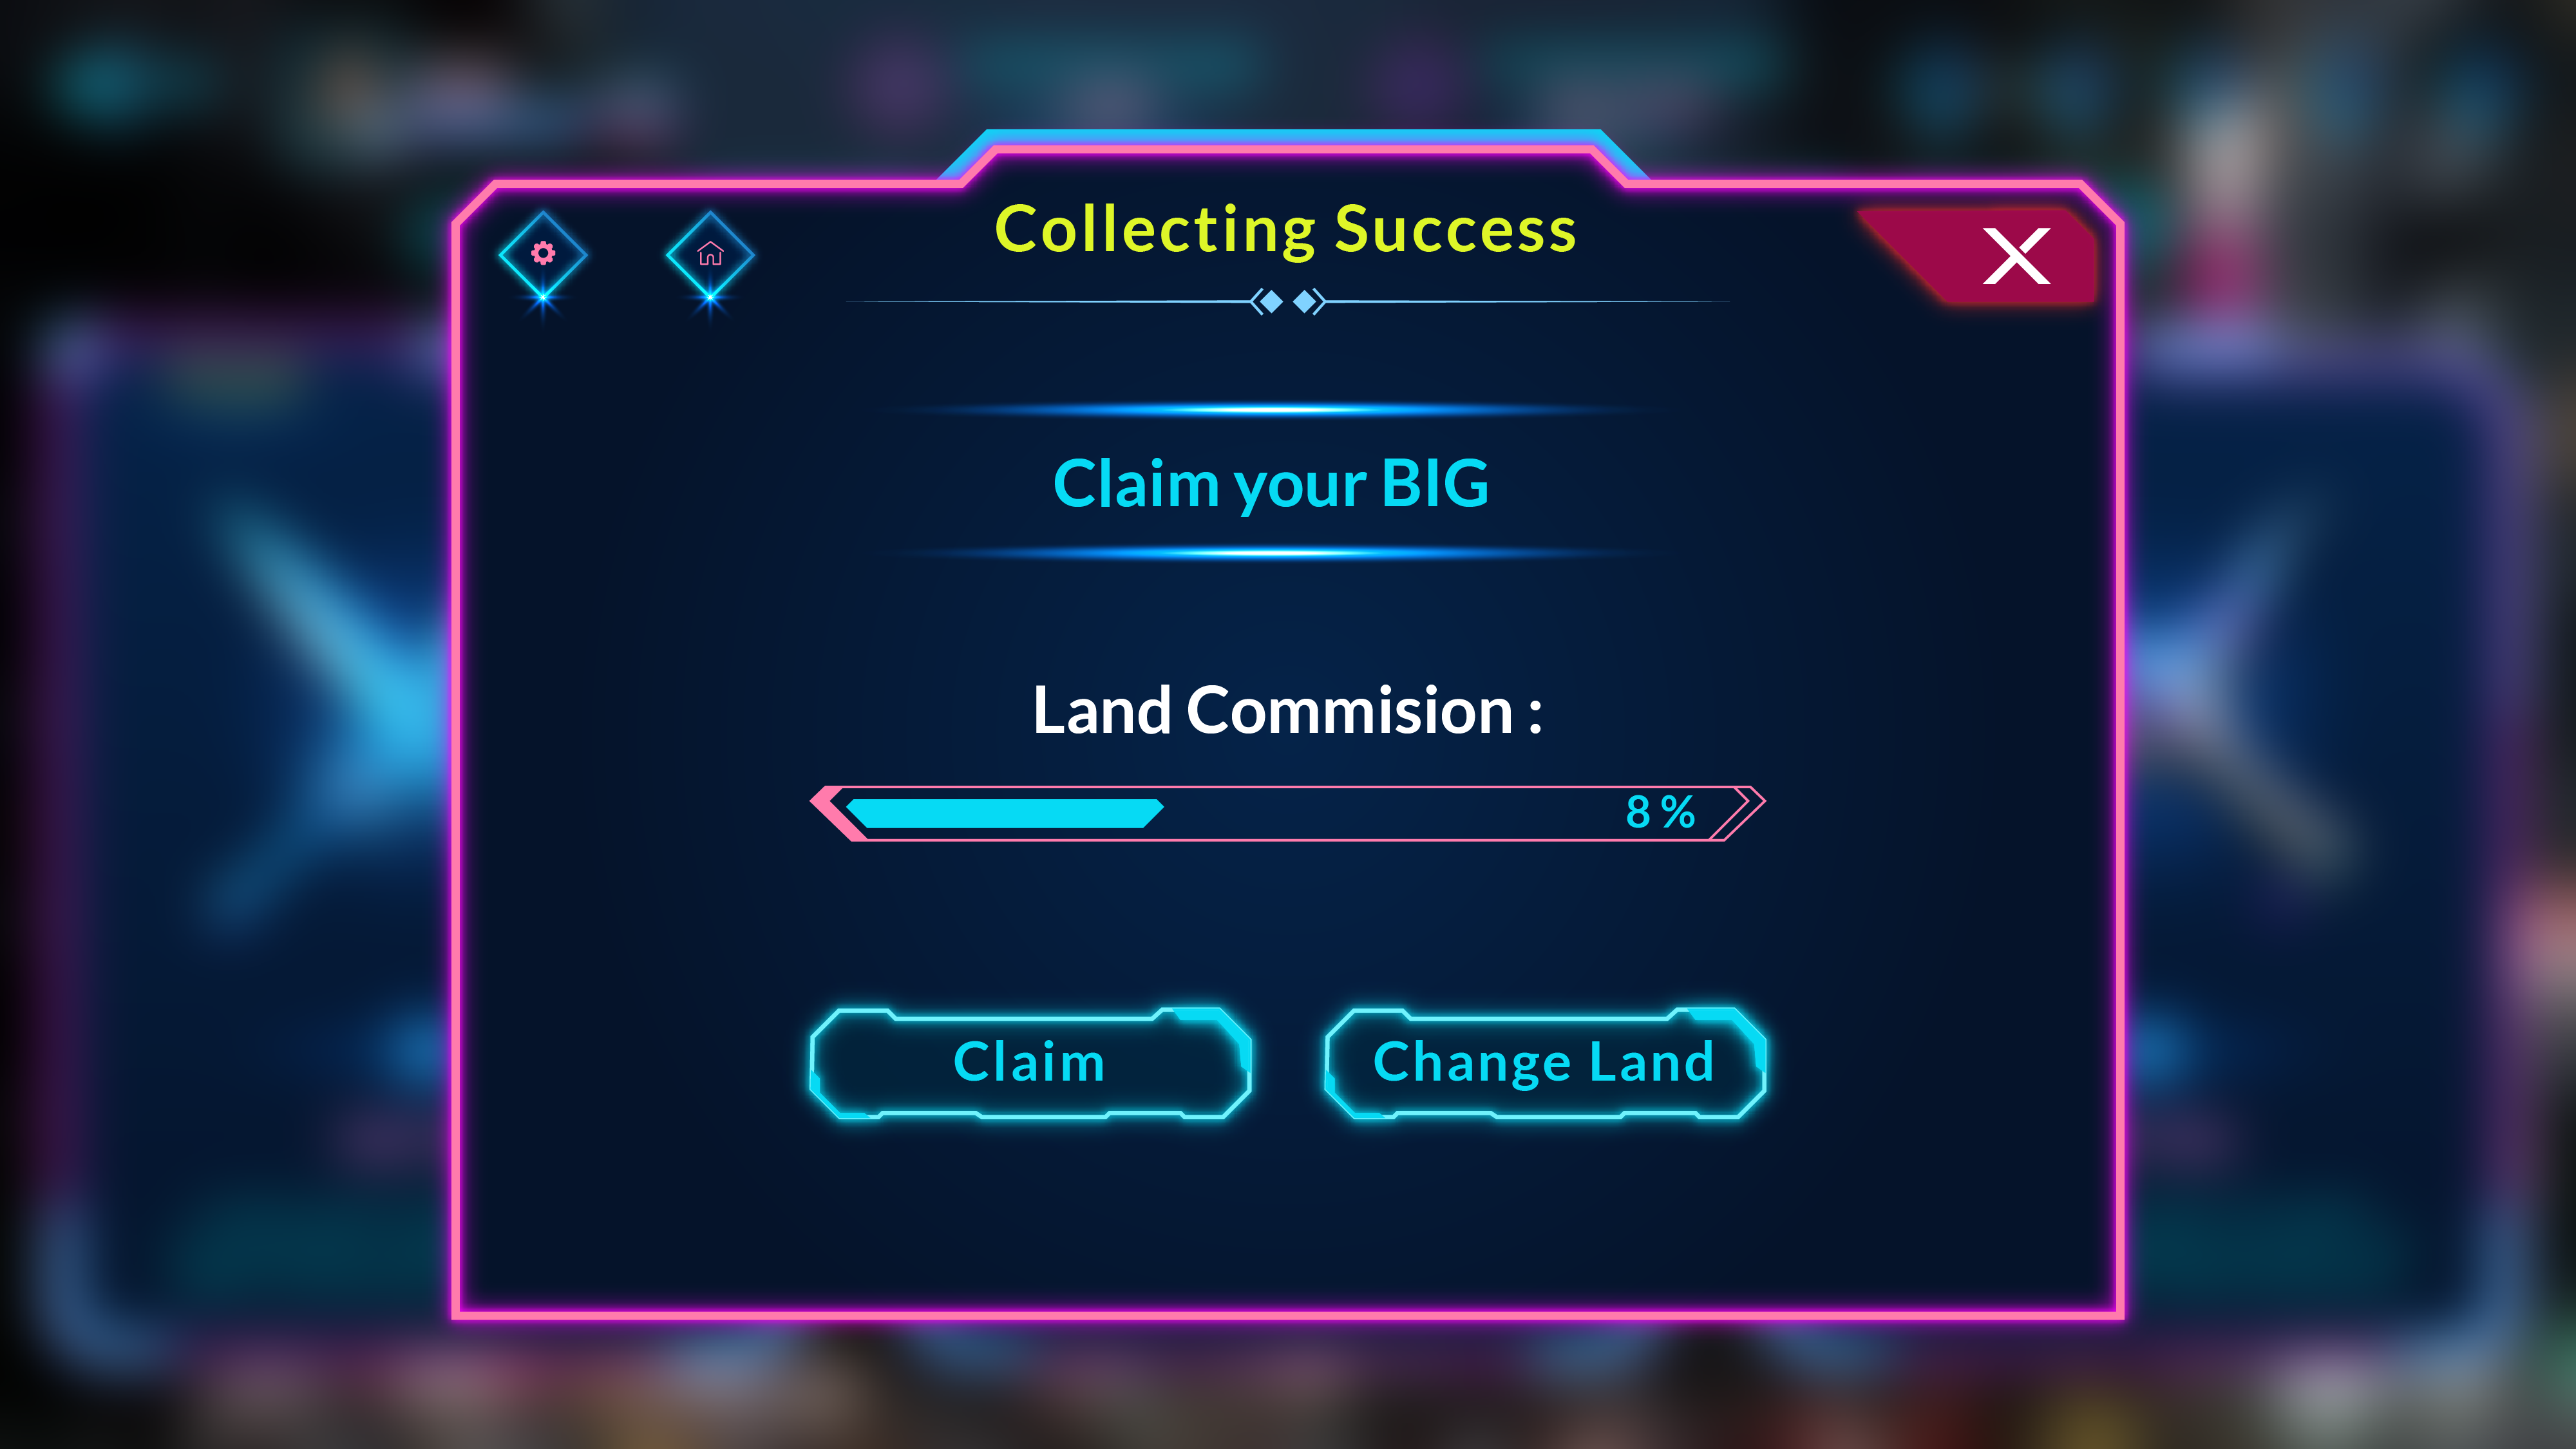 Collecting Success
Claim your BIG
Land Commision :
8 %
Claim
Change Land